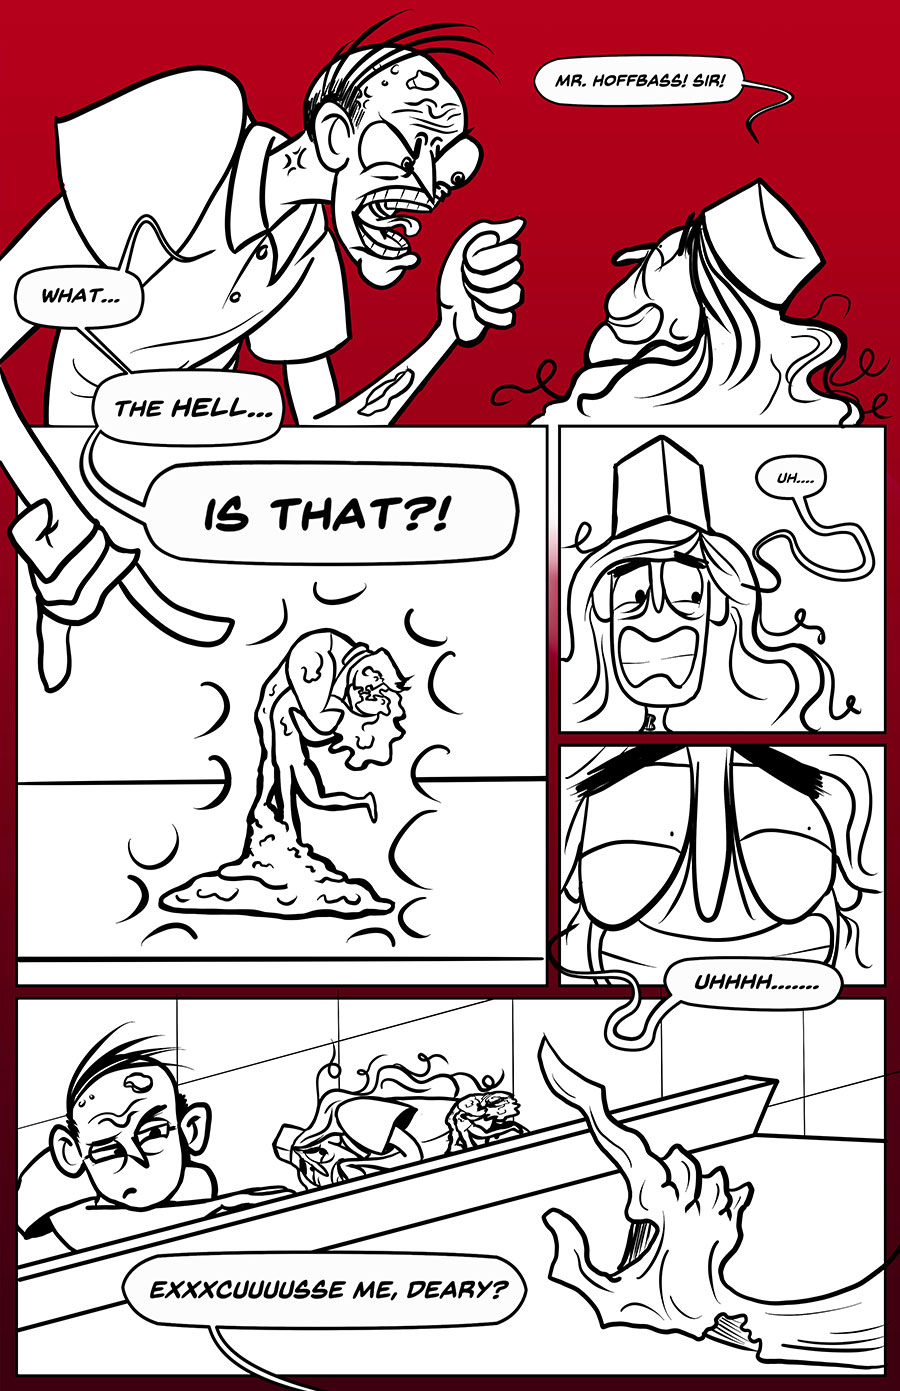 MR. HOFFBASS! SIR!
WHAT...
THE HELL...
IS THAT?!
UH....
UHHHH.......
EXXXCUUUUSSE ME, DEARY?